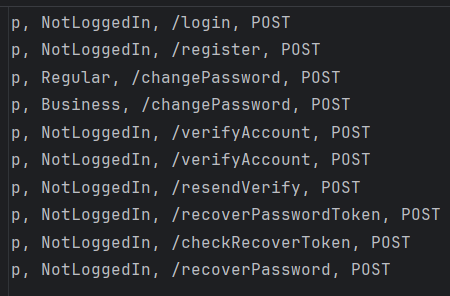 p, NotLoggedIn, /login, POST
p, NotLoggedIn, /register, POST
p, Regular, /changePassword, POST
p, Business, /changePassword, POST
p, NotLoggedIn, /verifyAccount, POST
p, NotLoggedIn, /verifyAccount, POST
p, NotLoggedIn, /resendVerify, POST
p, NotLoggedIn, /recoverPasswordToken, POST
p, NotLoggedIn, /checkRecoverToken, POST
p, NotLoggedIn, /recoverPassword, POST